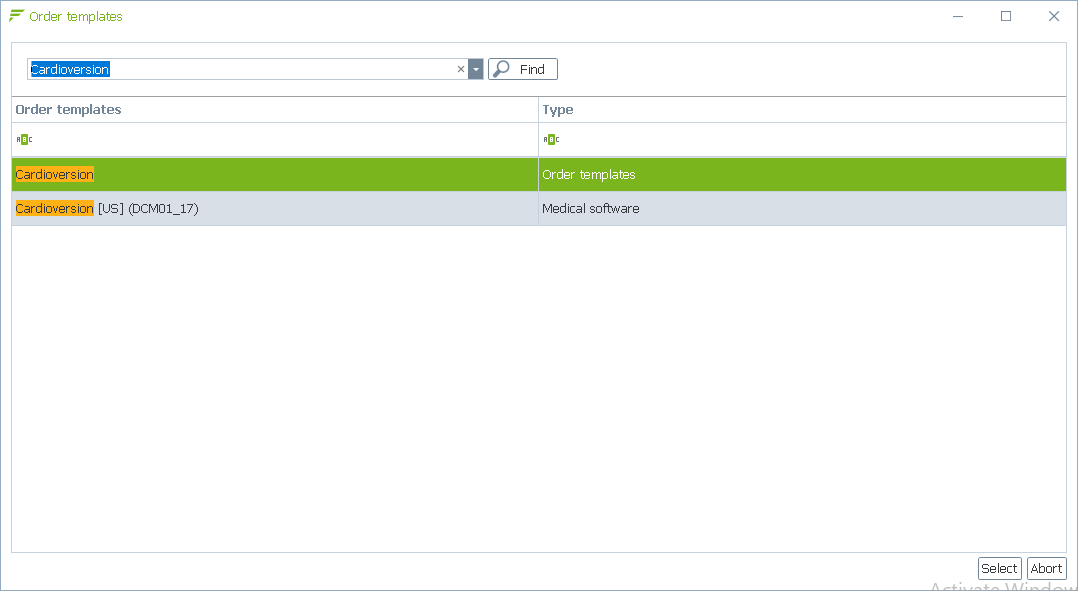 Order templates
Cardioversion
Find
Order templates Type
ABC ABC
Cardioversion Order templates
Cardioversion [US] (DCM01_17) Medical software
Select Abort
Activate Window